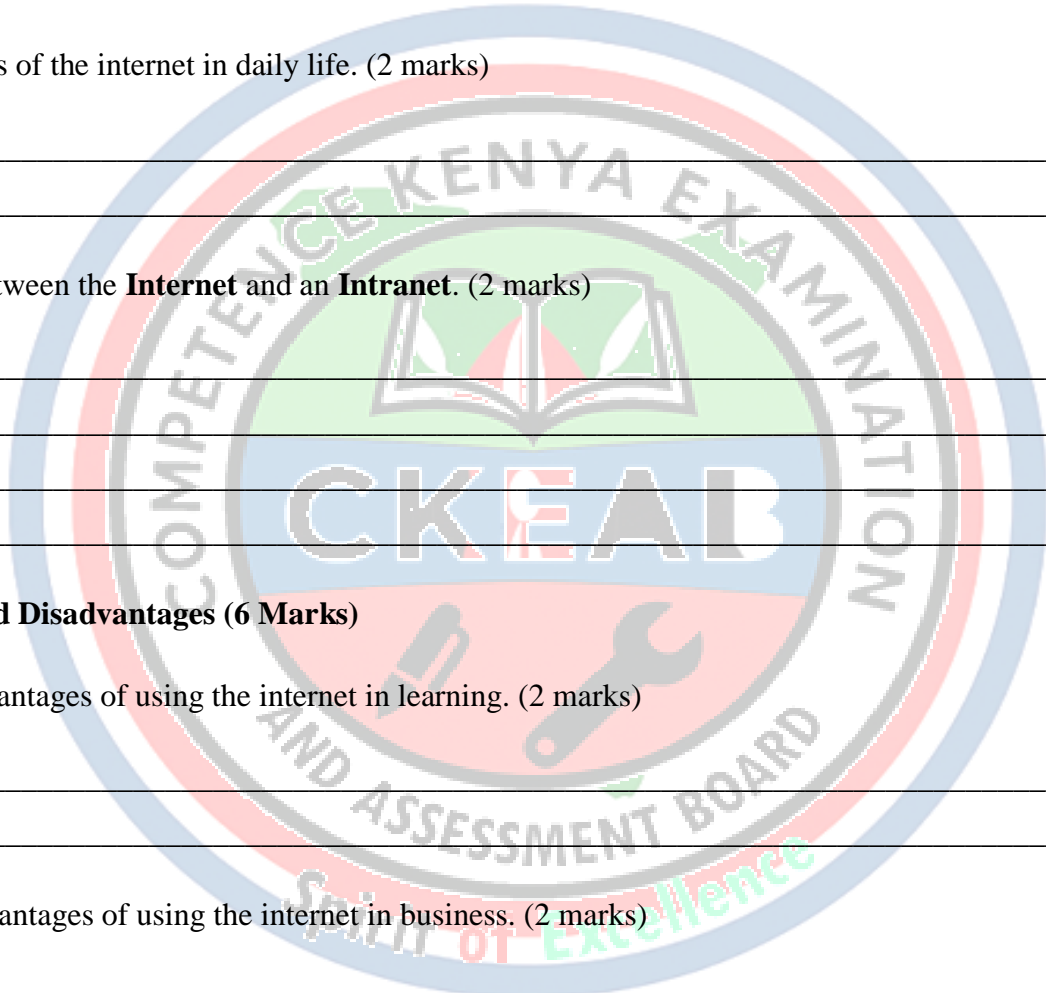 s of the internet in daily life. (2 marks)
tween the Internet and an Intranet. (2 marks)
d Disadvantages (6 Marks)
antages of using the internet in learning. (2 marks)
antages of using the internet in business. (2 marks)
COMPETENCE KENYA EXAMINATION
CKEAB
AND ASSESSMENT BOARD
Spirit of Excellence